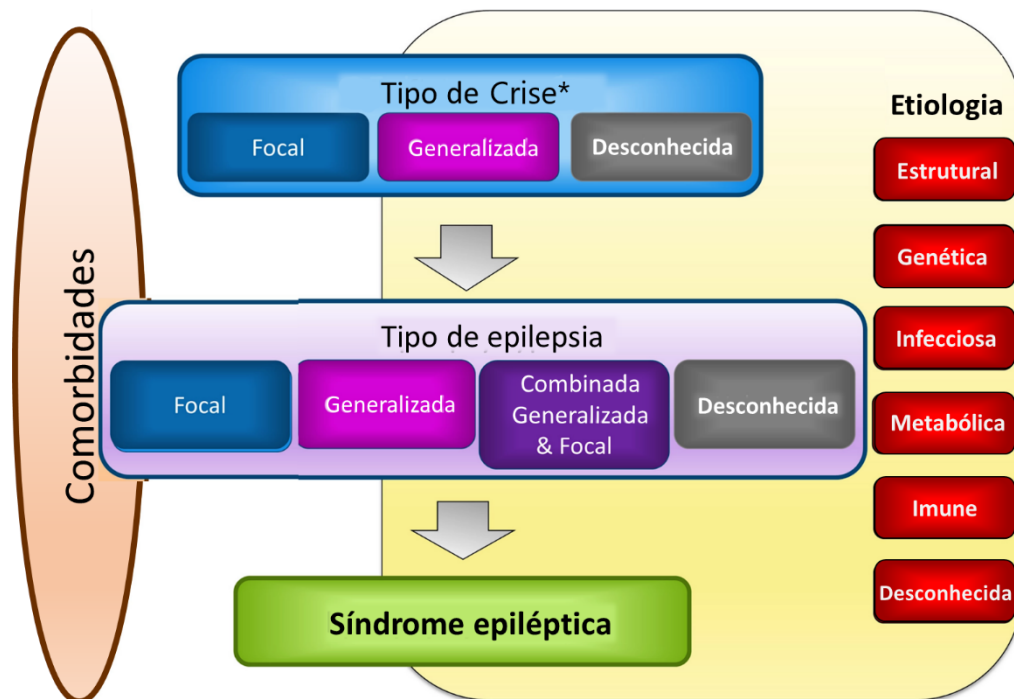 Tipo de Crise*
Focal
Generalizada
Desconhecida
Tipo de epilepsia
Focal
Generalizada
Combinada
Generalizada
& Focal
Desconhecida
Síndrome epiléptica
Comorbidades
Etiologia
Estrutural
Genética
Infecciosa
Metabólica
Imune
Desconhecida